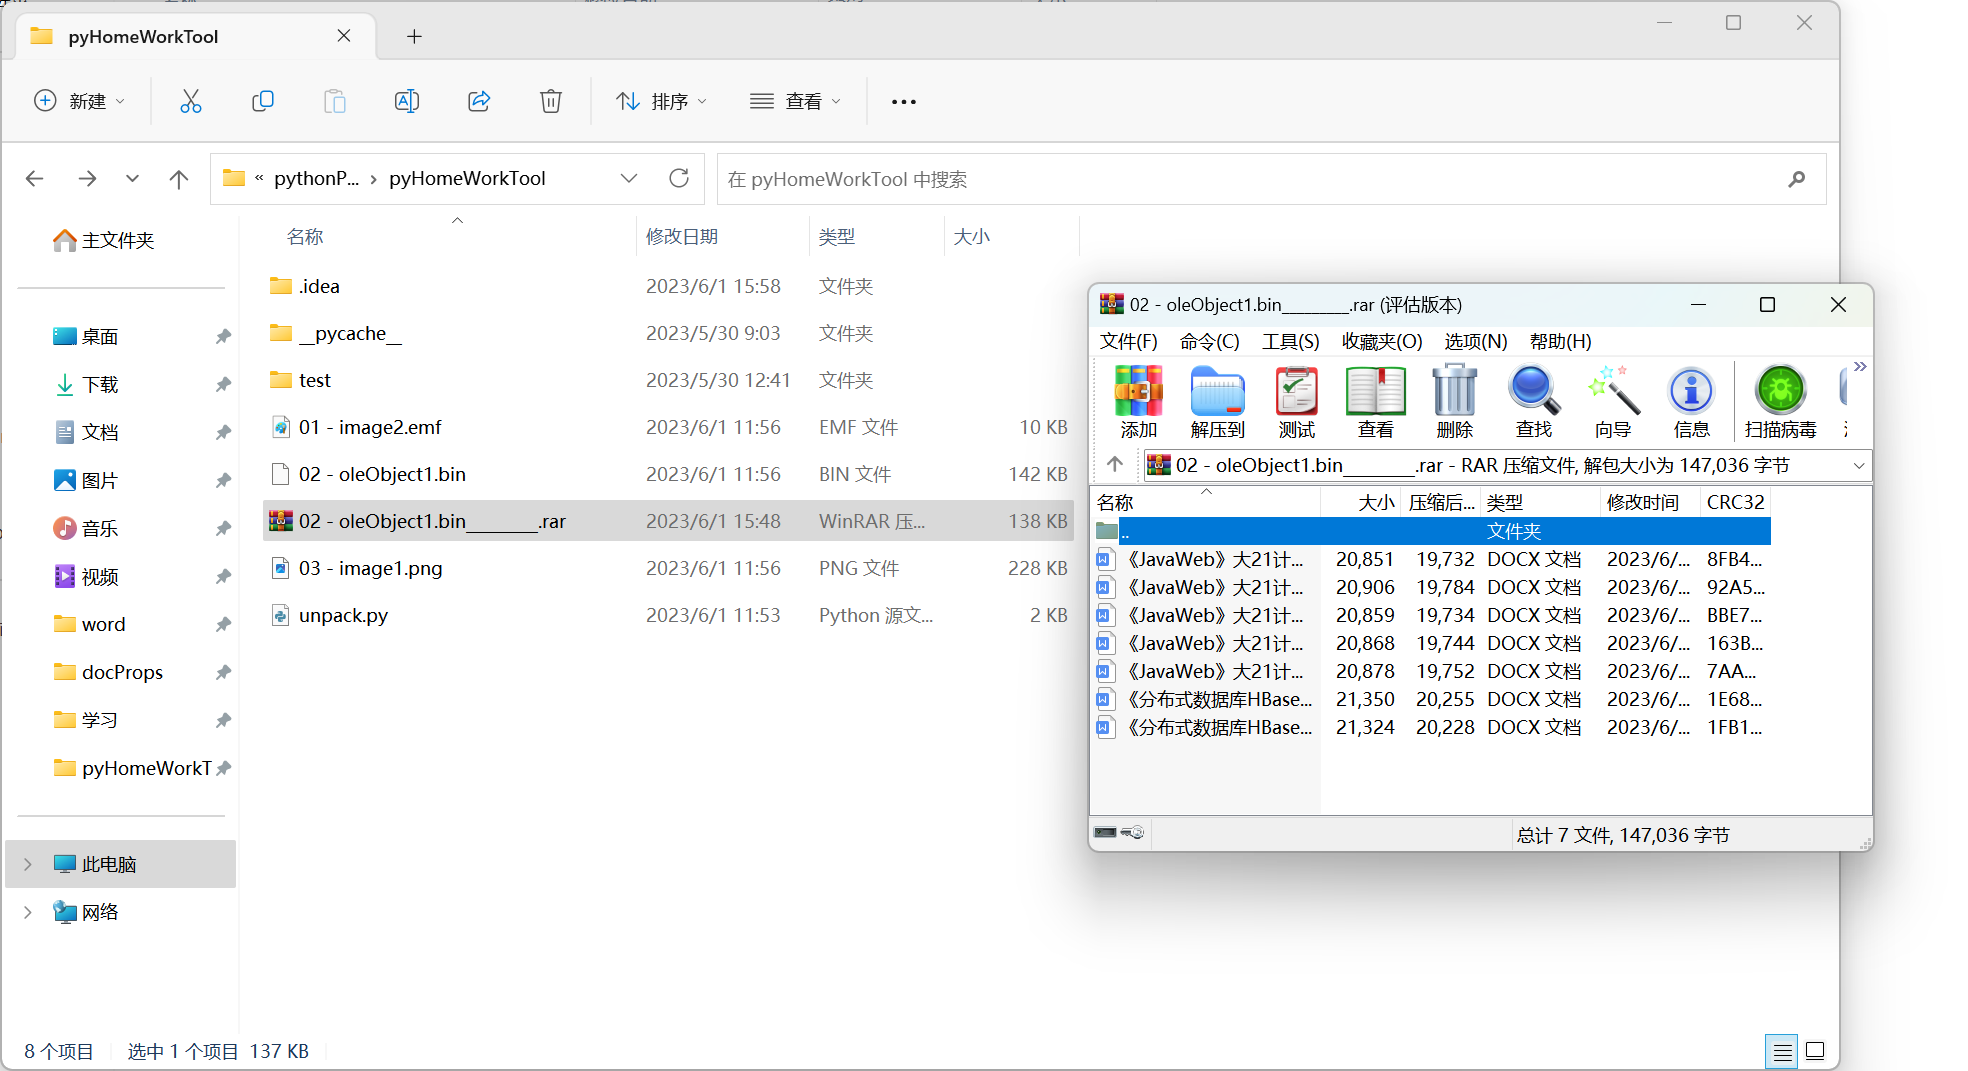 pyHomeWorkTool
新建
排序
查看
« pythonP... › pyHomeWorkTool
在 pyHomeWorkTool 中搜索
主文件夹
桌面
下载
文档
图片
音乐
视频
word
docProps
学习
pyHomeWorkT
此电脑
网络
名称 修改日期 类型 大小
.idea 2023/6/1 15:58 文件夹
__pycache__ 2023/5/30 9:03 文件夹
test 2023/5/30 12:41 文件夹
01 - image2.emf 2023/6/1 11:56 EMF 文件 10 KB
02 - oleObject1.bin 2023/6/1 11:56 BIN 文件 142 KB
02 - oleObject1.bin________.rar 2023/6/1 15:48 WinRAR 压... 138 KB
03 - image1.png 2023/6/1 11:56 PNG 文件 228 KB
unpack.py 2023/6/1 11:53 Python 源文... 2 KB
8 个项目 选中 1 个项目 137 KB
02 - oleObject1.bin________.rar (评估版本)
文件(F) 命令(C) 工具(S) 收藏夹(O) 选项(N) 帮助(H)
添加 解压到 测试 查看 删除 查找 向导 信息 扫描病毒
02 - oleObject1.bin________.rar - RAR 压缩文件, 解包大小为 147,036 字节
名称 大小 压缩后... 类型 修改时间 CRC32
.. 文件夹
《JavaWeb》大21计... 20,851 19,732 DOCX 文档 2023/6/... 8FB4...
《JavaWeb》大21计... 20,906 19,784 DOCX 文档 2023/6/... 92A5...
《JavaWeb》大21计... 20,859 19,734 DOCX 文档 2023/6/... BBE7...
《JavaWeb》大21计... 20,868 19,744 DOCX 文档 2023/6/... 163B...
《JavaWeb》大21计... 20,878 19,752 DOCX 文档 2023/6/... 7AA...
《分布式数据库HBase... 21,350 20,255 DOCX 文档 2023/6/... 1E68...
《分布式数据库HBase... 21,324 20,228 DOCX 文档 2023/6/... 1FB1...
总计 7 文件, 147,036 字节